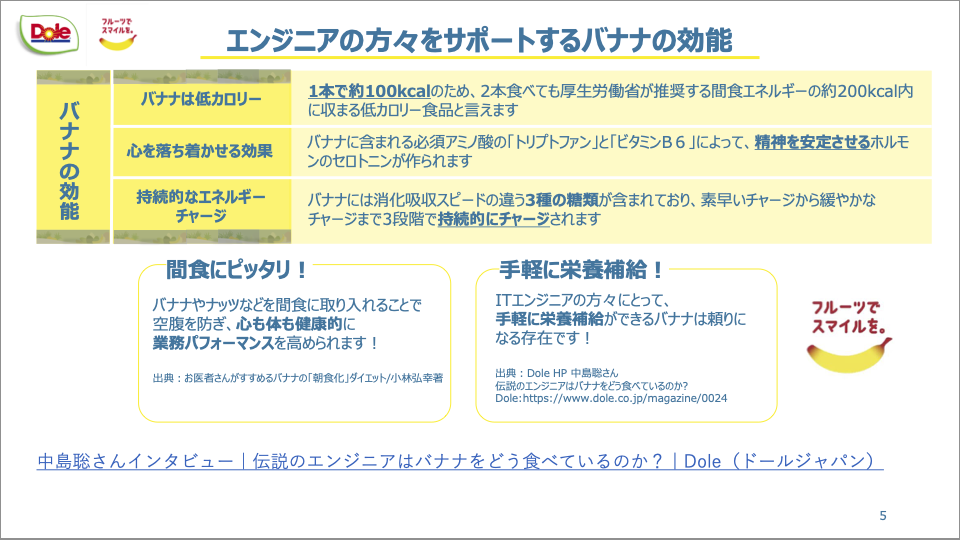 Dole
フルーツで
スマイルを。
エンジニアの方々をサポートするバナナの効能
バナナの効能
バナナは低カロリー
1本で約100kcalのため、2本食べても厚生労働省が推奨する間食エネルギーの約200kcal内
に収まる低カロリー食品と言えます
心を落ち着かせる効果
バナナに含まれる必須アミノ酸の「トリプトファン」と「ビタミンB６」によって、精神を安定させるホルモ
ンのセロトニンが作られます
持続的なエネルギー
チャージ
バナナには消化吸収スピードの違う3種の糖類が含まれており、素早いチャージから緩やかな
チャージまで3段階で持続的にチャージされます
間食にピッタリ！
バナナやナッツなどを間食に取り入れることで
空腹を防ぎ、心も体も健康的に
業務パフォーマンスを高められます！
出典：お医者さんがすすめるバナナの「朝食化」ダイエット/小林弘幸著
手軽に栄養補給！
ITエンジニアの方々にとって、
手軽に栄養補給ができるバナナは頼りに
なる存在です！
出典：Dole HP 中島聡さん
伝説のエンジニアはバナナをどう食べているのか?
Dole:https://www.dole.co.jp/magazine/0024
フルーツで
スマイルを。
中島聡さんインタビュー｜伝説のエンジニアはバナナをどう食べているのか？｜Dole（ドールジャパン）
5